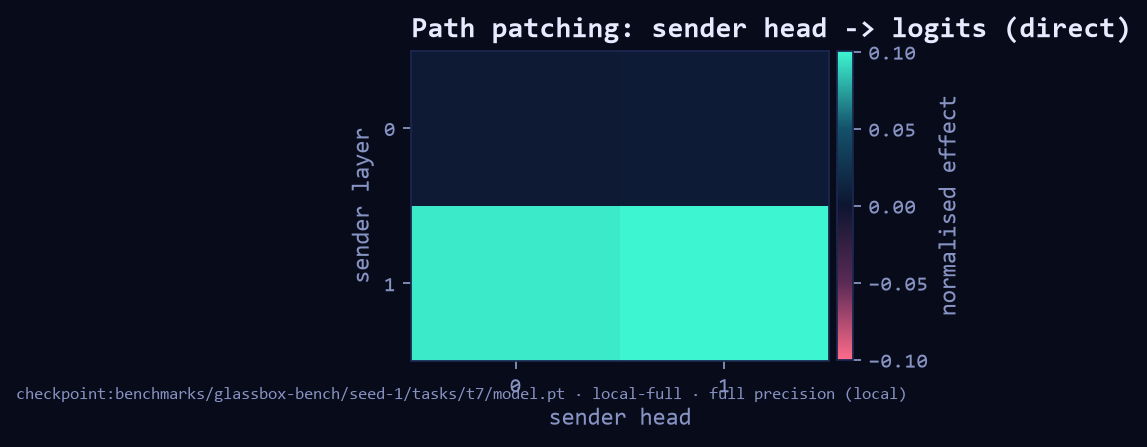 Path patching: sender head -> logits (direct)
0.10
0.05
0.00
−0.05
−0.10
normalised effect
sender layer
0
1
0
1
checkpoint:benchmarks/glassbox-bench/seed-1/tasks/t7/model.pt · local-full · full precision (local)
sender head